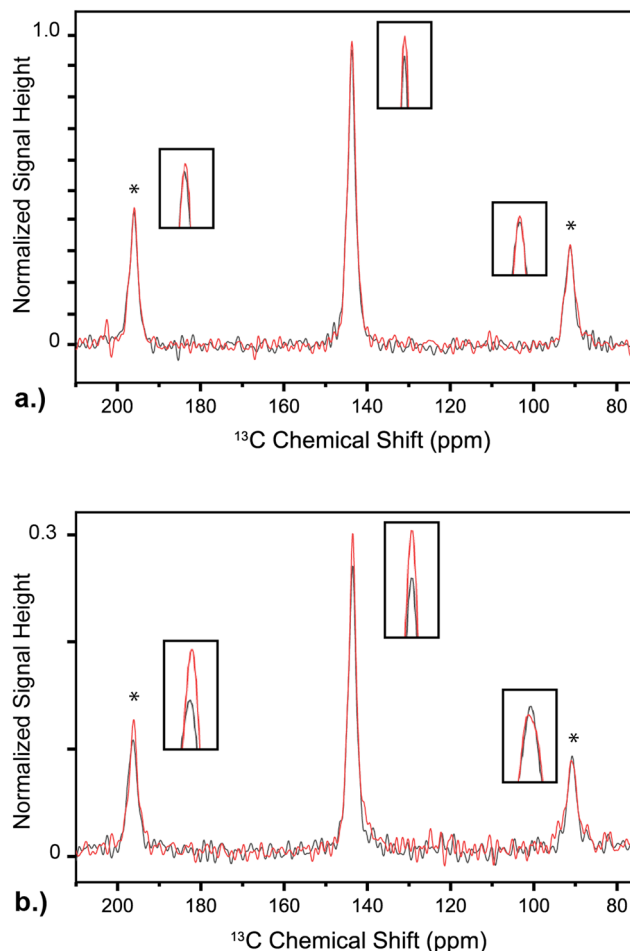 1.0
Normalized Signal Height
*
*
0
200 180 160 140 120 100 80
a.)
¹³C Chemical Shift (ppm)
0.3
Normalized Signal Height
*
*
0
200 180 160 140 120 100 80
b.)
¹³C Chemical Shift (ppm)